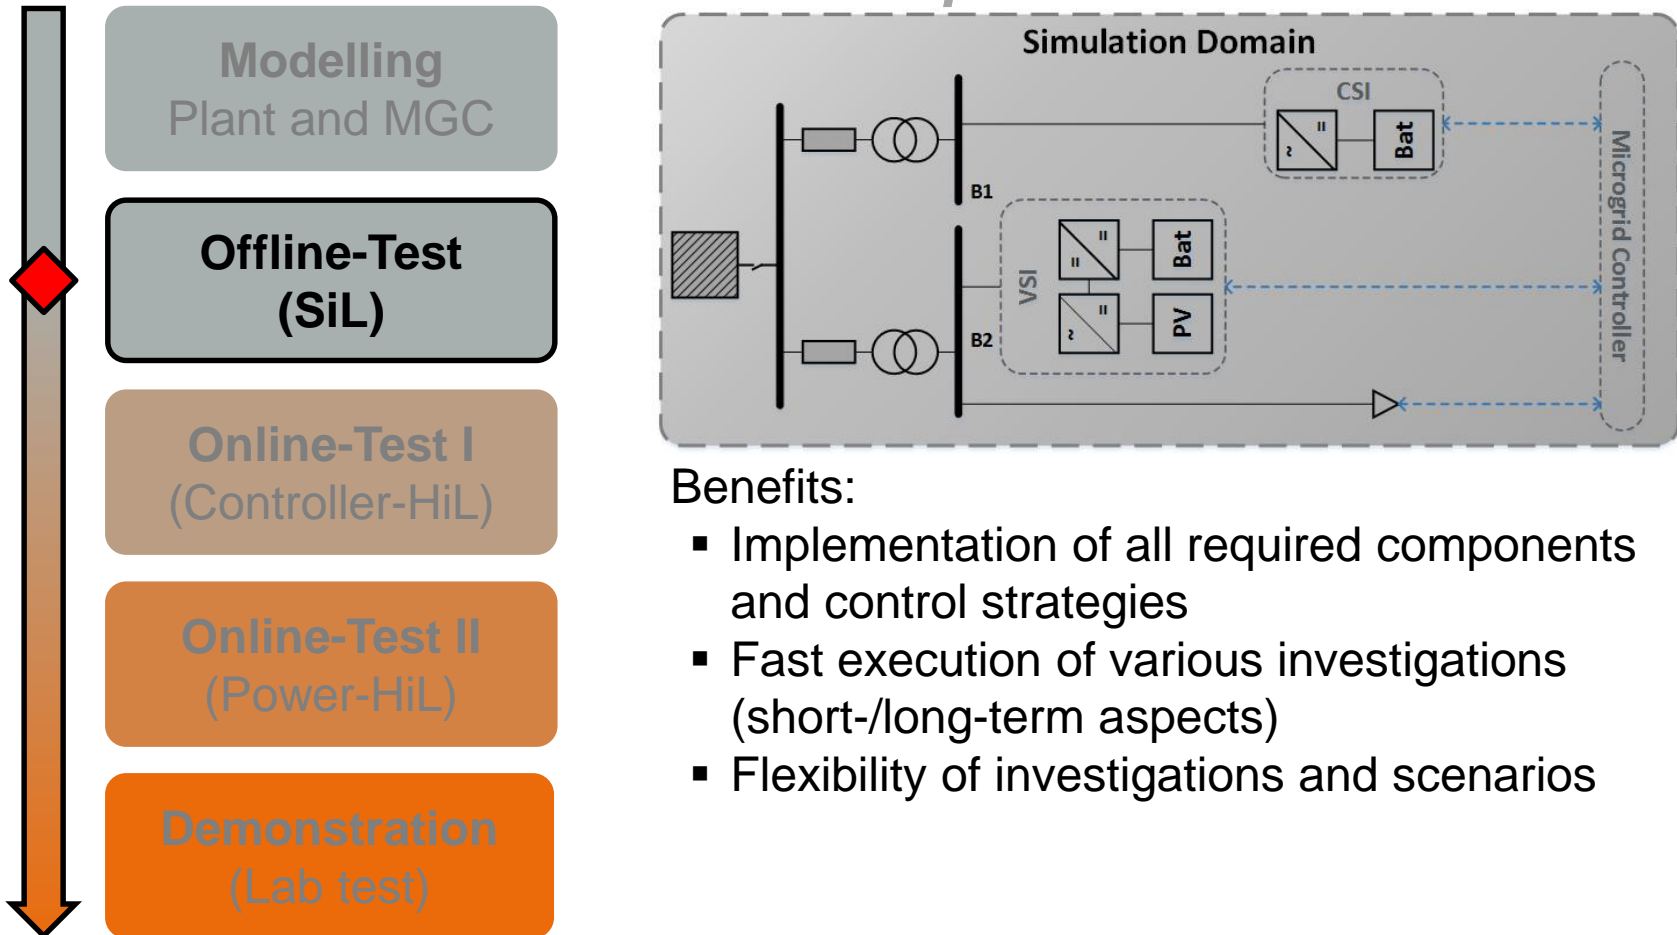 Modelling
Plant and MGC
Offline-Test
(SiL)
Online-Test I
(Controller-HiL)
Online-Test II
(Power-HiL)
Demonstration
(Lab test)
Simulation Domain
CSI
Bat
B1
VSI
Bat
PV
B2
Microgrid Controller
Benefits:
▪ Implementation of all required components
and control strategies
▪ Fast execution of various investigations
(short-/long-term aspects)
▪ Flexibility of investigations and scenarios